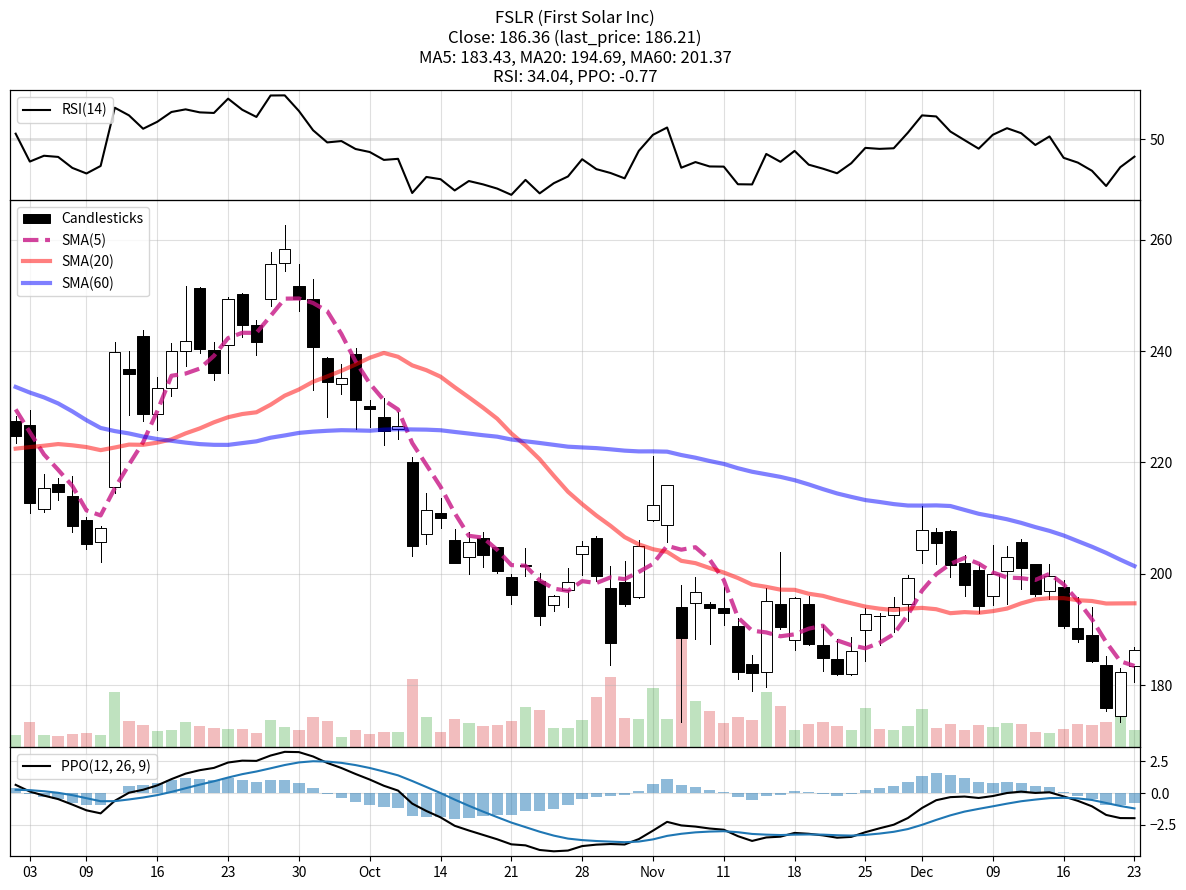 FSLR (First Solar Inc)
Close: 186.36 (last_price: 186.21)
MA5: 183.43, MA20: 194.69, MA60: 201.37
RSI: 34.04, PPO: -0.77
RSI(14)
50
Candlesticks
SMA(5)
SMA(20)
SMA(60)
260
240
220
200
180
PPO(12, 26, 9)
2.5
0.0
−2.5
03 09 16 23 30 Oct 14 21 28 Nov 11 18 25 Dec 09 16 23